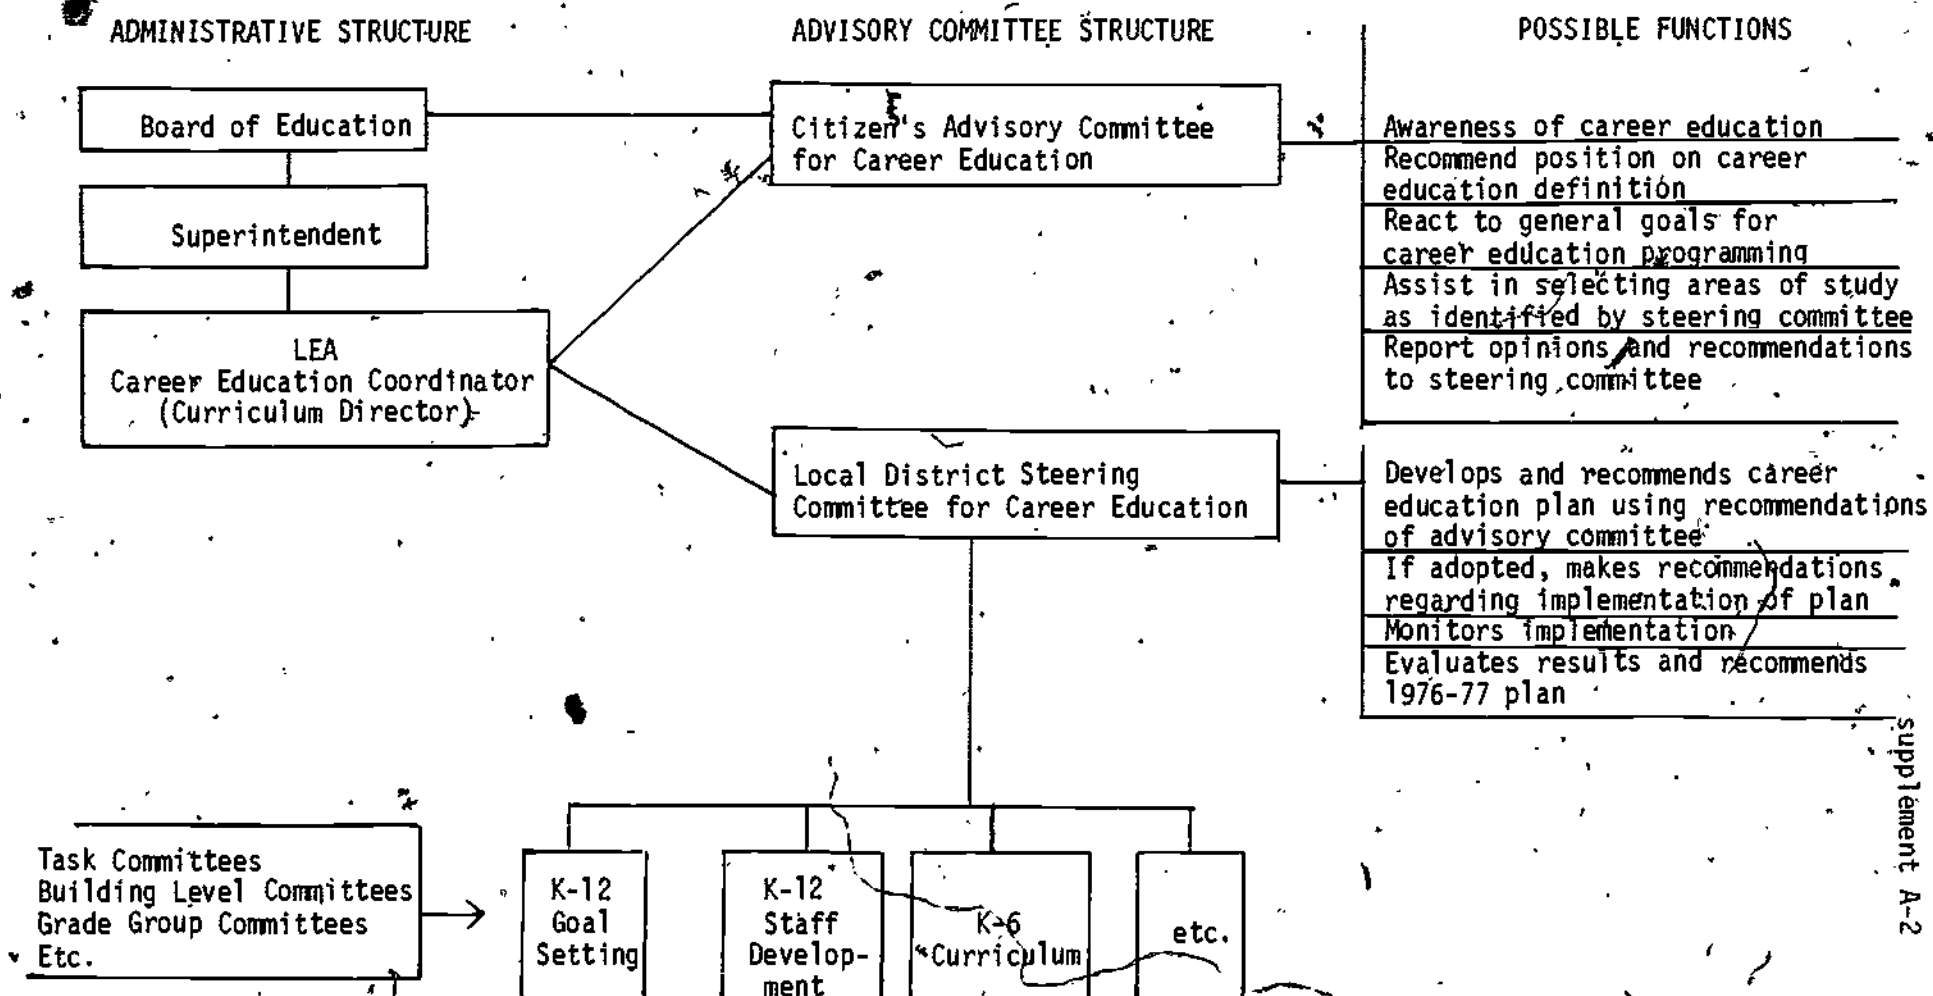 ADMINISTRATIVE STRUCTURE
ADVISORY COMMITTEE STRUCTURE
POSSIBLE FUNCTIONS
Board of Education
Superintendent
LEA
Career Education Coordinator
(Curriculum Director)
Citizen's Advisory Committee
for Career Education
Awareness of career education
Recommend position on career
education definition
React to general goals for
career education programming
Assist in selecting areas of study
as identified by steering committee
Report opinions and recommendations
to steering committee
Local District Steering
Committee for Career Education
Develops and recommends career
education plan using recommendations
of advisory committee
If adopted, makes recommendations
regarding implementation of plan
Monitors implementation
Evaluates results and recommends
1976-77 plan
supplement A-2
Task Committees
Building Level Committees
Grade Group Committees
Etc.
K-12
Goal
Setting
K-12
Staff
Develop-
ment
K-6
Curriculum
etc.